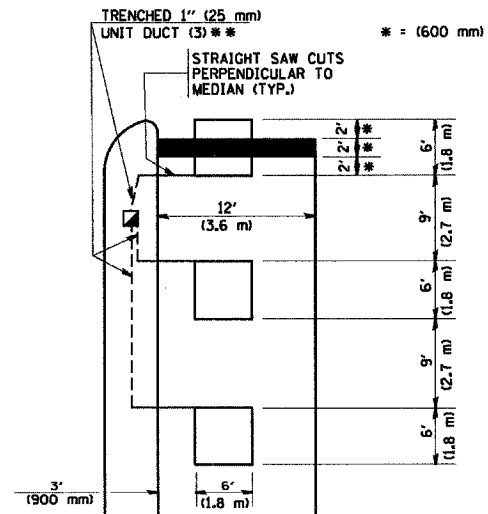 TRENCHED 1" (25 mm)
UNIT DUCT (3)**
* = (600 mm)
STRAIGHT SAW CUTS
PERPENDICULAR TO
MEDIAN (TYP.)
2' *
2' *
2' *
6'
(1.8 m)
12'
(3.6 m)
9'
(2.7 m)
6'
(1.8 m)
9'
(2.7 m)
6'
(1.8 m)
3'
(900 mm)
6'
(1.8 m)